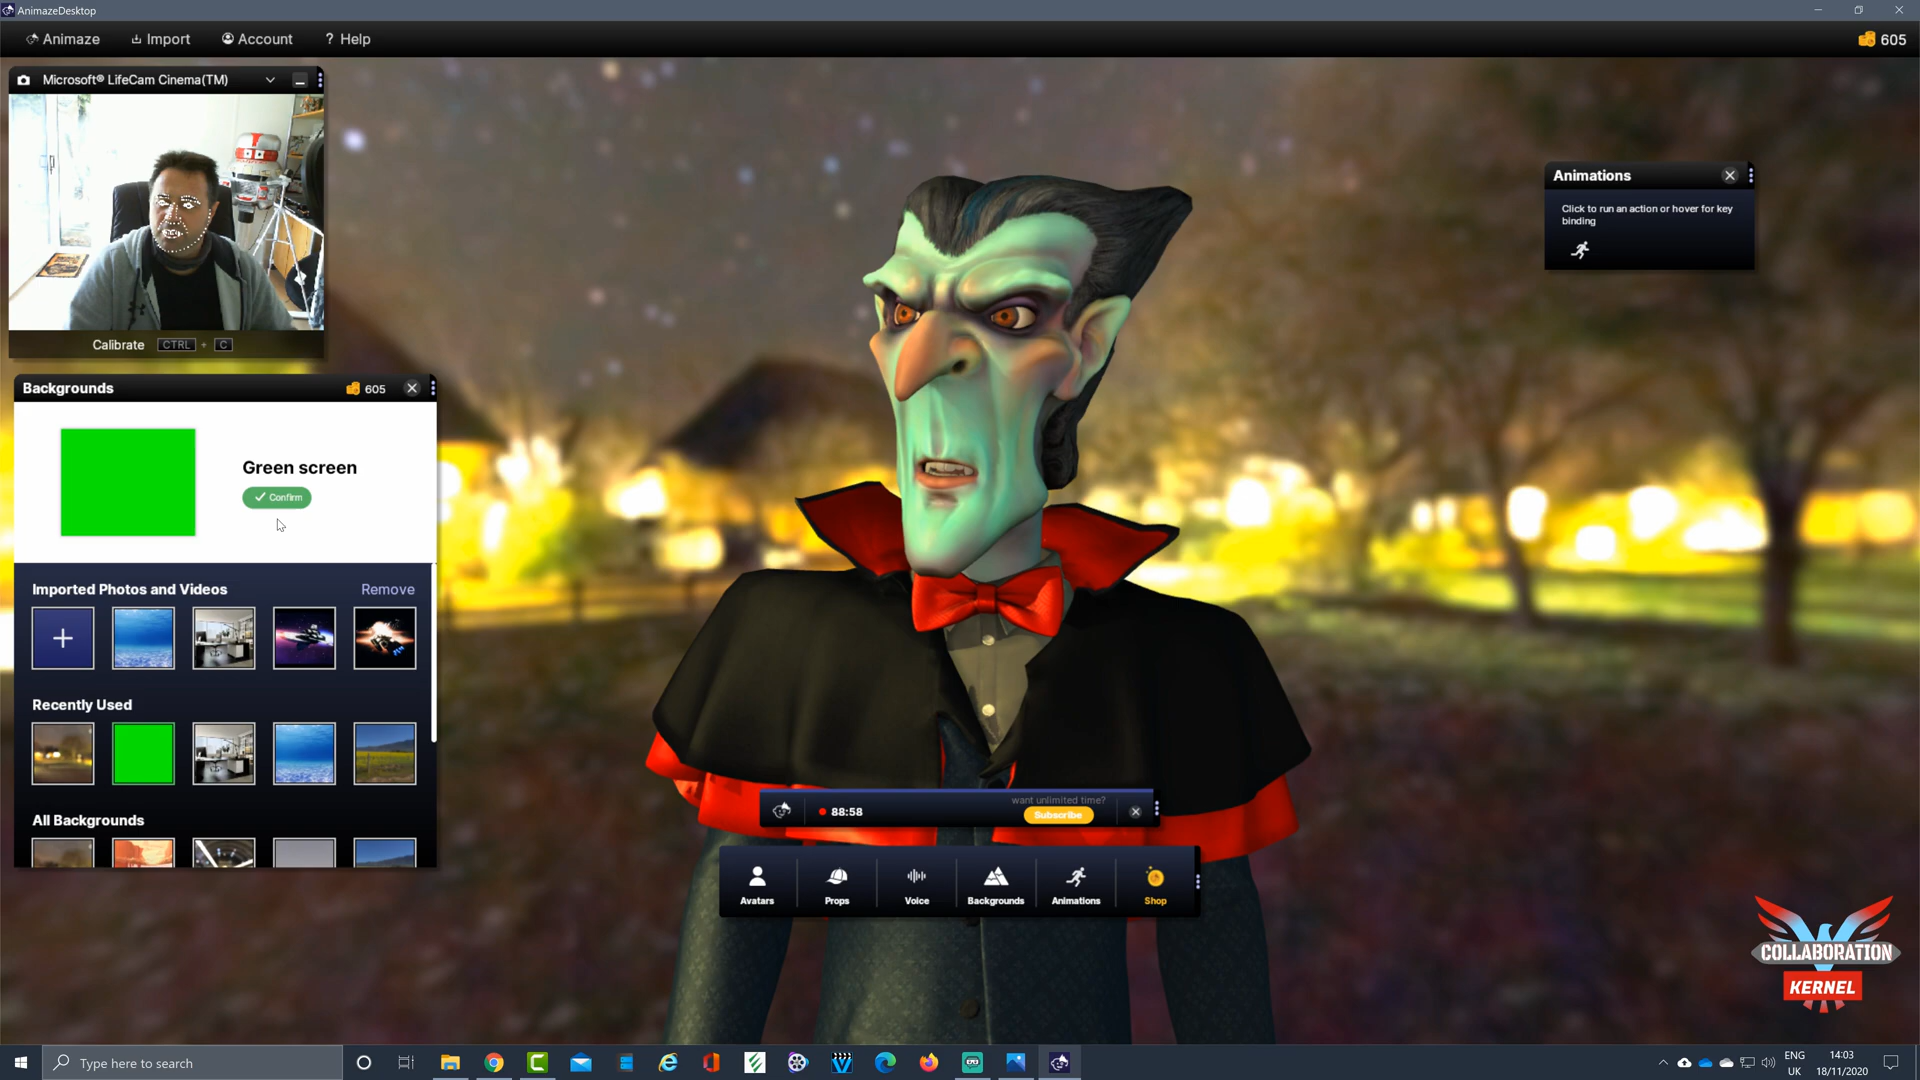 AnimazeDesktop
Animaze
Import
Account
? Help
605
Microsoft® LifeCam Cinema(TM)
Calibrate CTRL + C
Animations
Click to run an action or hover for key
binding
Backgrounds
605
Green screen
Confirm
Imported Photos and Videos
Remove
Recently Used
All Backgrounds
want unlimited time?
88:58
Subscribe
Avatars
Props
Voice
Backgrounds
Animations
Shop
COLLABORATION
KERNEL
Type here to search
ENG
UK
14:03
18/11/2020